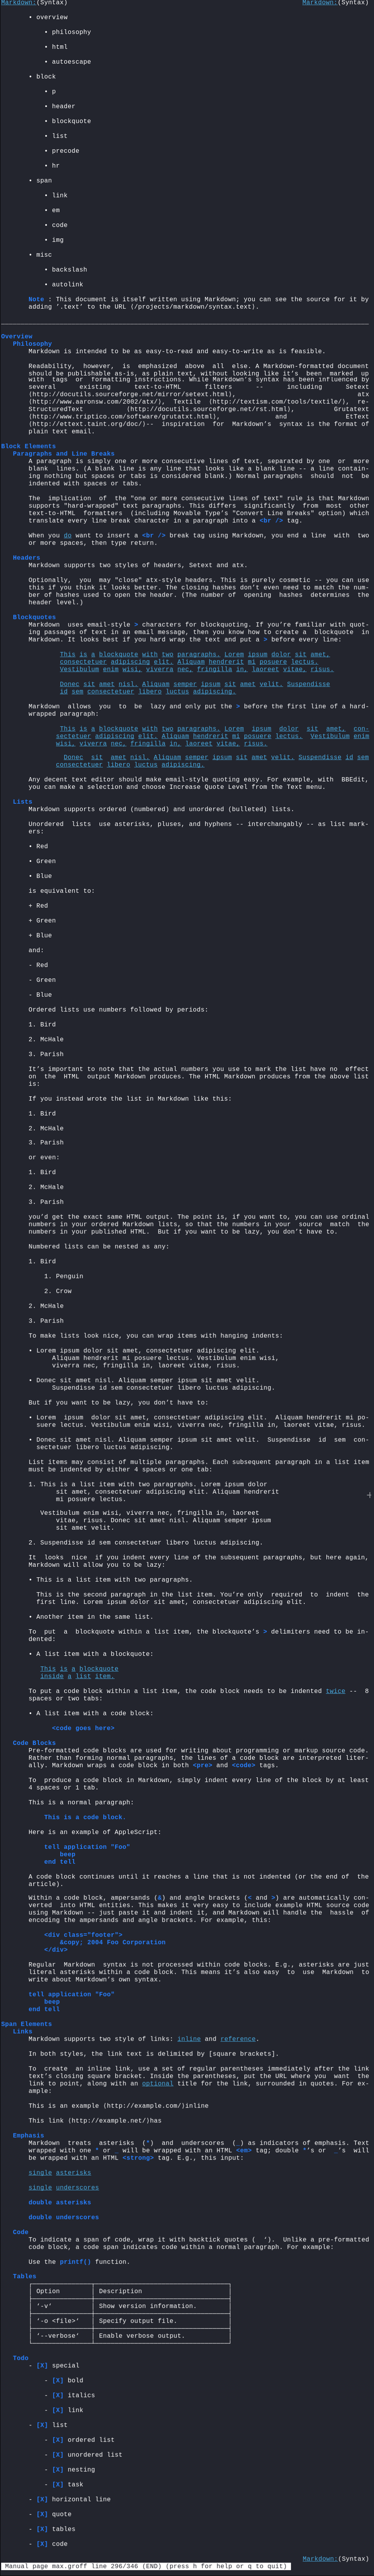 Markdown:(Syntax) Markdown:(Syntax)
• overview
• philosophy
• html
• autoescape
• block
• p
• header
• blockquote
• list
• precode
• hr
• span
• link
• em
• code
• img
• misc
• backslash
• autolink
Note : This document is itself written using Markdown; you can see the source for it by
adding '.text' to the URL (/projects/markdown/syntax.text).
Overview
Philosophy
Markdown is intended to be as easy-to-read and easy-to-write as is feasible.
Readability, however, is emphasized above all else. A Markdown-formatted document
should be publishable as-is, as plain text, without looking like it's been marked up
with tags or formatting instructions. While Markdown's syntax has been influenced by
several existing text-to-HTML filters -- including Setext
(http://docutils.sourceforge.net/mirror/setext.html), atx
(http://www.aaronsw.com/2002/atx/), Textile (http://textism.com/tools/textile/), re-
StructuredText (http://docutils.sourceforge.net/rst.html), Grutatext
(http://www.triptico.com/software/grutatxt.html), and EtText
(http://ettext.taint.org/doc/)-- inspiration for Markdown's syntax is the format of
plain text email.
Block Elements
Paragraphs and Line Breaks
A paragraph is simply one or more consecutive lines of text, separated by one or more
blank lines. (A blank line is any line that looks like a blank line -- a line contain-
ing nothing but spaces or tabs is considered blank.) Normal paragraphs should not be
indented with spaces or tabs.
The implication of the "one or more consecutive lines of text" rule is that Markdown
supports "hard-wrapped" text paragraphs. This differs significantly from most other
text-to-HTML formatters (including Movable Type's "Convert Line Breaks" option) which
translate every line break character in a paragraph into a <br /> tag.
When you do want to insert a <br /> break tag using Markdown, you end a line with two
or more spaces, then type return.
Headers
Markdown supports two styles of headers, Setext and atx.
Optionally, you may "close" atx-style headers. This is purely cosmetic -- you can use
this if you think it looks better. The closing hashes don't even need to match the num-
ber of hashes used to open the header. (The number of opening hashes determines the
header level.)
Blockquotes
Markdown uses email-style > characters for blockquoting. If you're familiar with quot-
ing passages of text in an email message, then you know how to create a blockquote in
Markdown. It looks best if you hard wrap the text and put a > before every line:
This is a blockquote with two paragraphs. Lorem ipsum dolor sit amet,
consectetuer adipiscing elit. Aliquam hendrerit mi posuere lectus.
Vestibulum enim wisi, viverra nec, fringilla in, laoreet vitae, risus.
Donec sit amet nisl. Aliquam semper ipsum sit amet velit. Suspendisse
id sem consectetuer libero luctus adipiscing.
Markdown allows you to be lazy and only put the > before the first line of a hard-
wrapped paragraph:
This is a blockquote with two paragraphs. Lorem ipsum dolor sit amet, con-
sectetuer adipiscing elit. Aliquam hendrerit mi posuere lectus. Vestibulum enim
wisi, viverra nec, fringilla in, laoreet vitae, risus.
Donec sit amet nisl. Aliquam semper ipsum sit amet velit. Suspendisse id sem
consectetuer libero luctus adipiscing.
Any decent text editor should make email-style quoting easy. For example, with BBEdit,
you can make a selection and choose Increase Quote Level from the Text menu.
Lists
Markdown supports ordered (numbered) and unordered (bulleted) lists.
Unordered lists use asterisks, pluses, and hyphens -- interchangably -- as list mark-
ers:
• Red
• Green
• Blue
is equivalent to:
+ Red
+ Green
+ Blue
and:
- Red
- Green
- Blue
Ordered lists use numbers followed by periods:
1. Bird
2. McHale
3. Parish
It's important to note that the actual numbers you use to mark the list have no effect
on the HTML output Markdown produces. The HTML Markdown produces from the above list
is:
If you instead wrote the list in Markdown like this:
1. Bird
2. McHale
3. Parish
or even:
1. Bird
2. McHale
3. Parish
you'd get the exact same HTML output. The point is, if you want to, you can use ordinal
numbers in your ordered Markdown lists, so that the numbers in your source match the
numbers in your published HTML. But if you want to be lazy, you don't have to.
Numbered lists can be nested as any:
1. Bird
1. Penguin
2. Crow
2. McHale
3. Parish
To make lists look nice, you can wrap items with hanging indents:
• Lorem ipsum dolor sit amet, consectetuer adipiscing elit.
Aliquam hendrerit mi posuere lectus. Vestibulum enim wisi,
viverra nec, fringilla in, laoreet vitae, risus.
• Donec sit amet nisl. Aliquam semper ipsum sit amet velit.
Suspendisse id sem consectetuer libero luctus adipiscing.
But if you want to be lazy, you don't have to:
• Lorem ipsum dolor sit amet, consectetuer adipiscing elit. Aliquam hendrerit mi po-
suere lectus. Vestibulum enim wisi, viverra nec, fringilla in, laoreet vitae, risus.
• Donec sit amet nisl. Aliquam semper ipsum sit amet velit. Suspendisse id sem con-
sectetuer libero luctus adipiscing.
List items may consist of multiple paragraphs. Each subsequent paragraph in a list item
must be indented by either 4 spaces or one tab:
1. This is a list item with two paragraphs. Lorem ipsum dolor
sit amet, consectetuer adipiscing elit. Aliquam hendrerit
mi posuere lectus.
Vestibulum enim wisi, viverra nec, fringilla in, laoreet
vitae, risus. Donec sit amet nisl. Aliquam semper ipsum
sit amet velit.
2. Suspendisse id sem consectetuer libero luctus adipiscing.
It looks nice if you indent every line of the subsequent paragraphs, but here again,
Markdown will allow you to be lazy:
• This is a list item with two paragraphs.
This is the second paragraph in the list item. You're only required to indent the
first line. Lorem ipsum dolor sit amet, consectetuer adipiscing elit.
• Another item in the same list.
To put a blockquote within a list item, the blockquote's > delimiters need to be in-
dented:
• A list item with a blockquote:
This is a blockquote
inside a list item.
To put a code block within a list item, the code block needs to be indented twice -- 8
spaces or two tabs:
• A list item with a code block:
<code goes here>
Code Blocks
Pre-formatted code blocks are used for writing about programming or markup source code.
Rather than forming normal paragraphs, the lines of a code block are interpreted liter-
ally. Markdown wraps a code block in both <pre> and <code> tags.
To produce a code block in Markdown, simply indent every line of the block by at least
4 spaces or 1 tab.
This is a normal paragraph:
This is a code block.
Here is an example of AppleScript:
tell application "Foo"
beep
end tell
A code block continues until it reaches a line that is not indented (or the end of the
article).
Within a code block, ampersands (&) and angle brackets (< and >) are automatically con-
verted into HTML entities. This makes it very easy to include example HTML source code
using Markdown -- just paste it and indent it, and Markdown will handle the hassle of
encoding the ampersands and angle brackets. For example, this:
<div class="footer">
&copy; 2004 Foo Corporation
</div>
Regular Markdown syntax is not processed within code blocks. E.g., asterisks are just
literal asterisks within a code block. This means it's also easy to use Markdown to
write about Markdown's own syntax.
tell application "Foo"
beep
end tell
Span Elements
Links
Markdown supports two style of links: inline and reference.
In both styles, the link text is delimited by [square brackets].
To create an inline link, use a set of regular parentheses immediately after the link
text's closing square bracket. Inside the parentheses, put the URL where you want the
link to point, along with an optional title for the link, surrounded in quotes. For ex-
ample:
This is an example (http://example.com/)inline
This link (http://example.net/)has
Emphasis
Markdown treats asterisks (*) and underscores (_) as indicators of emphasis. Text
wrapped with one * or _ will be wrapped with an HTML <em> tag; double *'s or _'s will
be wrapped with an HTML <strong> tag. E.g., this input:
single asterisks
single underscores
double asterisks
double underscores
Code
To indicate a span of code, wrap it with backtick quotes ( '). Unlike a pre-formatted
code block, a code span indicates code within a normal paragraph. For example:
Use the printf() function.
Tables
Option Description
'-v' Show version information.
'-o <file>' Specify output file.
'--verbose' Enable verbose output.
Todo
- [X] special
- [X] bold
- [X] italics
- [X] link
- [X] list
- [X] ordered list
- [X] unordered list
- [X] nesting
- [X] task
- [X] horizontal line
- [X] quote
- [X] tables
- [X] code
Markdown:(Syntax)
Manual page max.groff line 296/346 (END) (press h for help or q to quit)